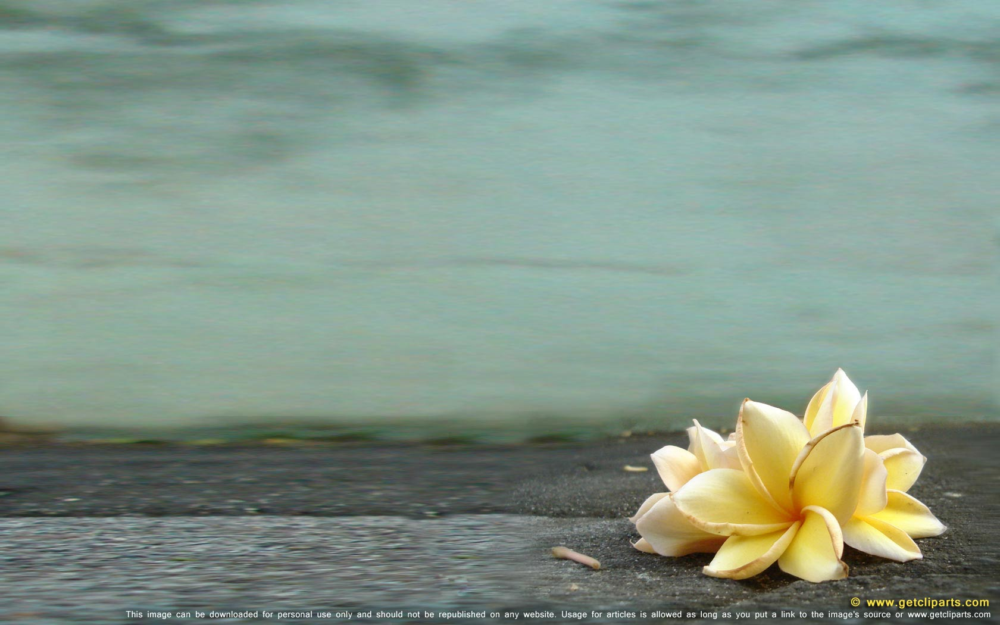 © www.getcliparts.com
This image can be downloaded for personal use only and should not be republished on any website. Usage for articles is allowed as long as you put a link to the image's source or www.getcliparts.com